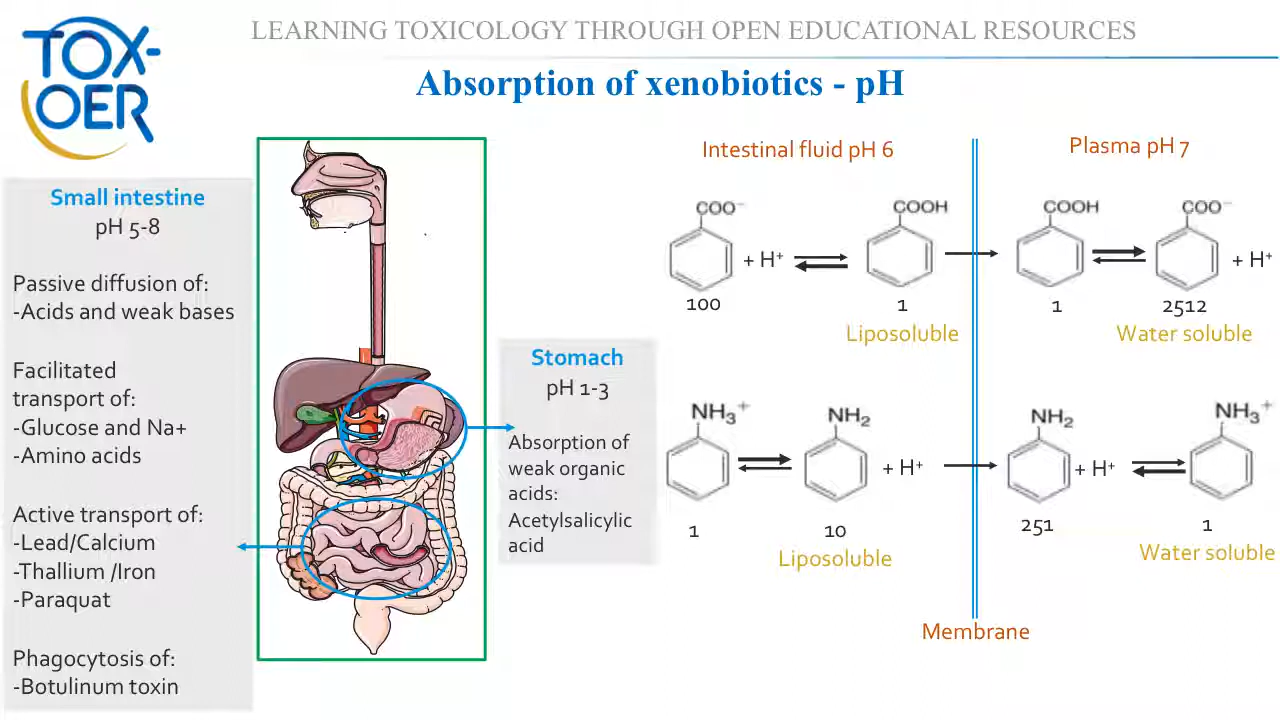 LEARNING TOXICOLOGY THROUGH OPEN EDUCATIONAL RESOURCES
TOX-
OER
Absorption of xenobiotics - pH
Small intestine
pH 5-8
Passive diffusion of:
-Acids and weak bases
Facilitated
transport of:
-Glucose and Na+
-Amino acids
Active transport of:
-Lead/Calcium
-Thallium /Iron
-Paraquat
Phagocytosis of:
-Botulinum toxin
Stomach
pH 1-3
Absorption of
weak organic
acids:
Acetylsalicylic
acid
Intestinal fluid pH 6
Plasma pH 7
COO⁻ COOH COOH COO⁻
+ H⁺ + H⁺
100 1 1 2512
Liposoluble Water soluble
NH₃⁺ NH₂ NH₂ NH₃⁺
+ H⁺ + H⁺
1 10 251 1
Liposoluble Water soluble
Membrane